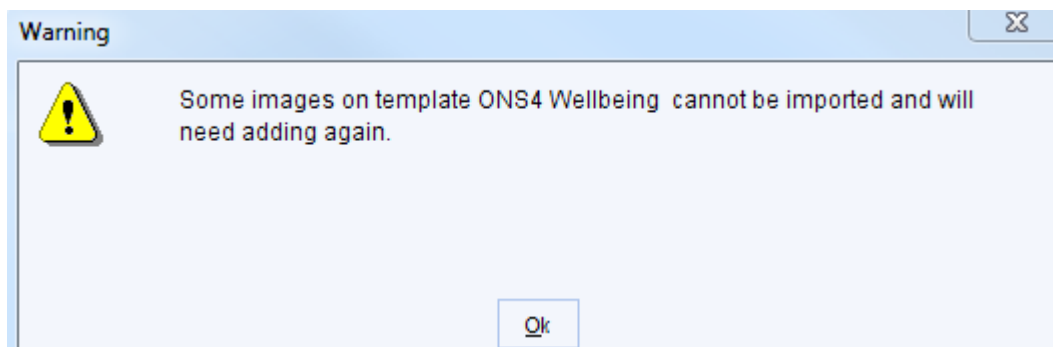 Warning
Some images on template ONS4 Wellbeing  cannot be imported and will
need adding again.
Ok